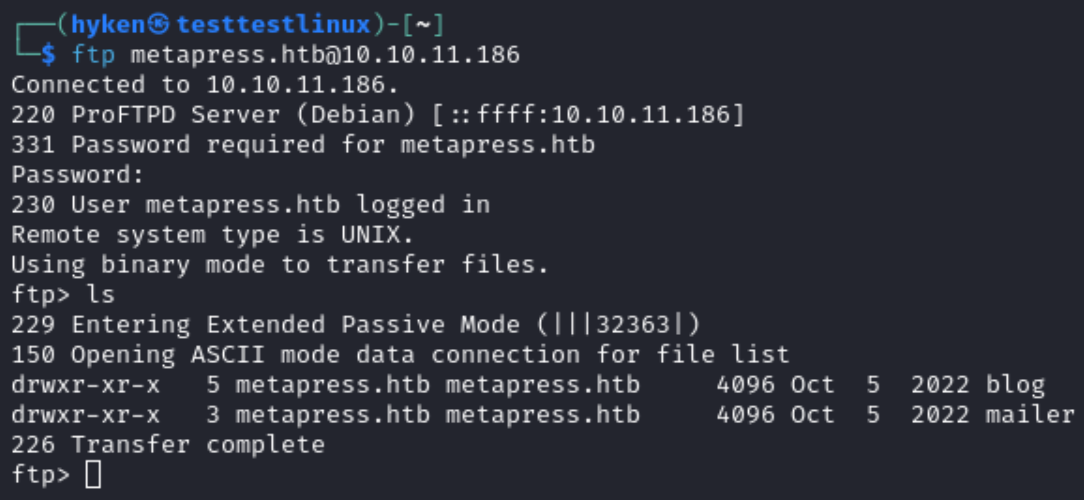 ┌──(hyken㉿testtestlinux)-[~]
└─$ ftp metapress.htb@10.10.11.186
Connected to 10.10.11.186.
220 ProFTPD Server (Debian) [::ffff:10.10.11.186]
331 Password required for metapress.htb
Password:
230 User metapress.htb logged in
Remote system type is UNIX.
Using binary mode to transfer files.
ftp> ls
229 Entering Extended Passive Mode (|||32363|)
150 Opening ASCII mode data connection for file list
drwxr-xr-x   5 metapress.htb metapress.htb     4096 Oct  5  2022 blog
drwxr-xr-x   3 metapress.htb metapress.htb     4096 Oct  5  2022 mailer
226 Transfer complete
ftp>